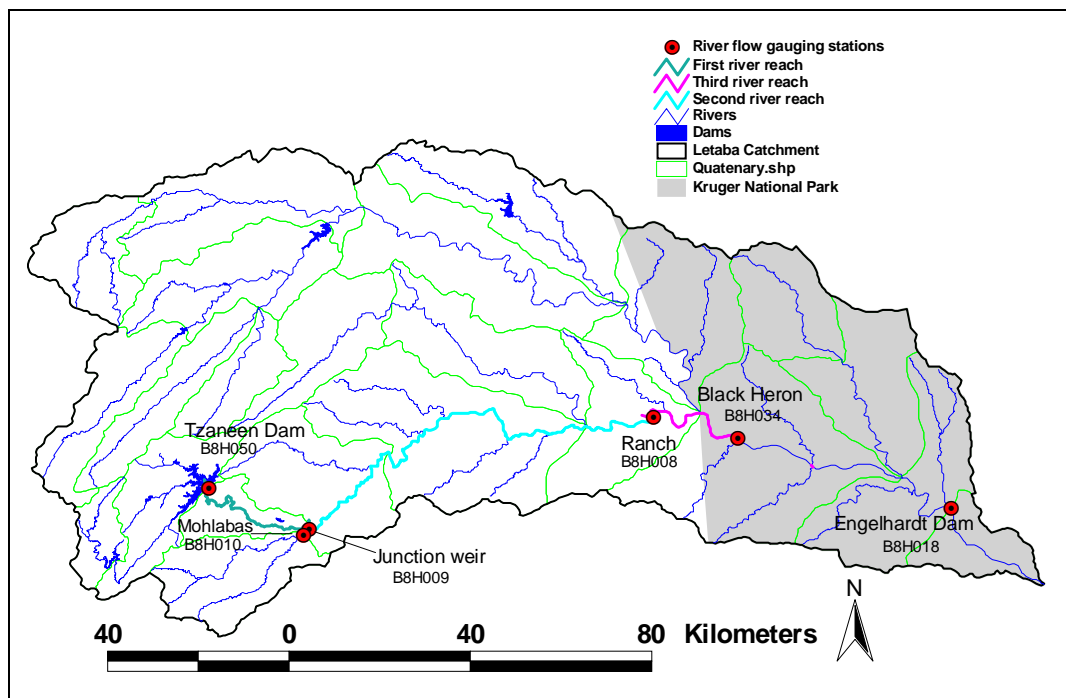 River flow gauging stations
First river reach
Third river reach
Second river reach
Rivers
Dams
Letaba Catchment
Quatenary.shp
Kruger National Park
Black Heron
B8H034
Tzaneen Dam
B8H050
Ranch
B8H008
Mohlabas
B8H010
Engelhardt Dam
B8H018
Junction weir
B8H009
N
40 0 40 80 Kilometers